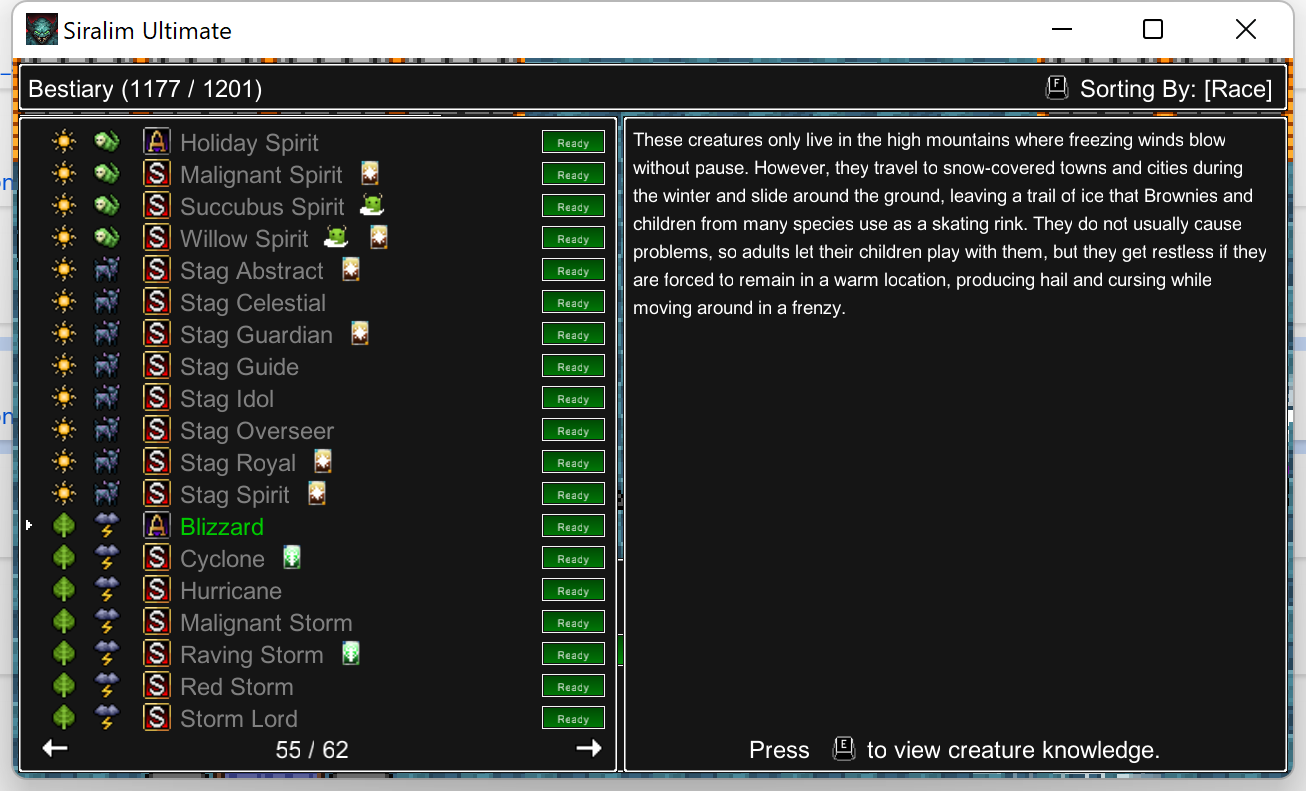 Siralim Ultimate
Bestiary (1177 / 1201)
F Sorting By: [Race]
A Holiday Spirit Ready
S Malignant Spirit Ready
S Succubus Spirit Ready
S Willow Spirit Ready
S Stag Abstract Ready
S Stag Celestial Ready
S Stag Guardian Ready
S Stag Guide Ready
S Stag Idol Ready
S Stag Overseer Ready
S Stag Royal Ready
S Stag Spirit Ready
A Blizzard Ready
S Cyclone Ready
S Hurricane Ready
S Malignant Storm Ready
S Raving Storm Ready
S Red Storm Ready
S Storm Lord Ready
55 / 62
These creatures only live in the high mountains where freezing winds blow
without pause. However, they travel to snow-covered towns and cities during
the winter and slide around the ground, leaving a trail of ice that Brownies and
children from many species use as a skating rink. They do not usually cause
problems, so adults let their children play with them, but they get restless if they
are forced to remain in a warm location, producing hail and cursing while
moving around in a frenzy.
Press E to view creature knowledge.